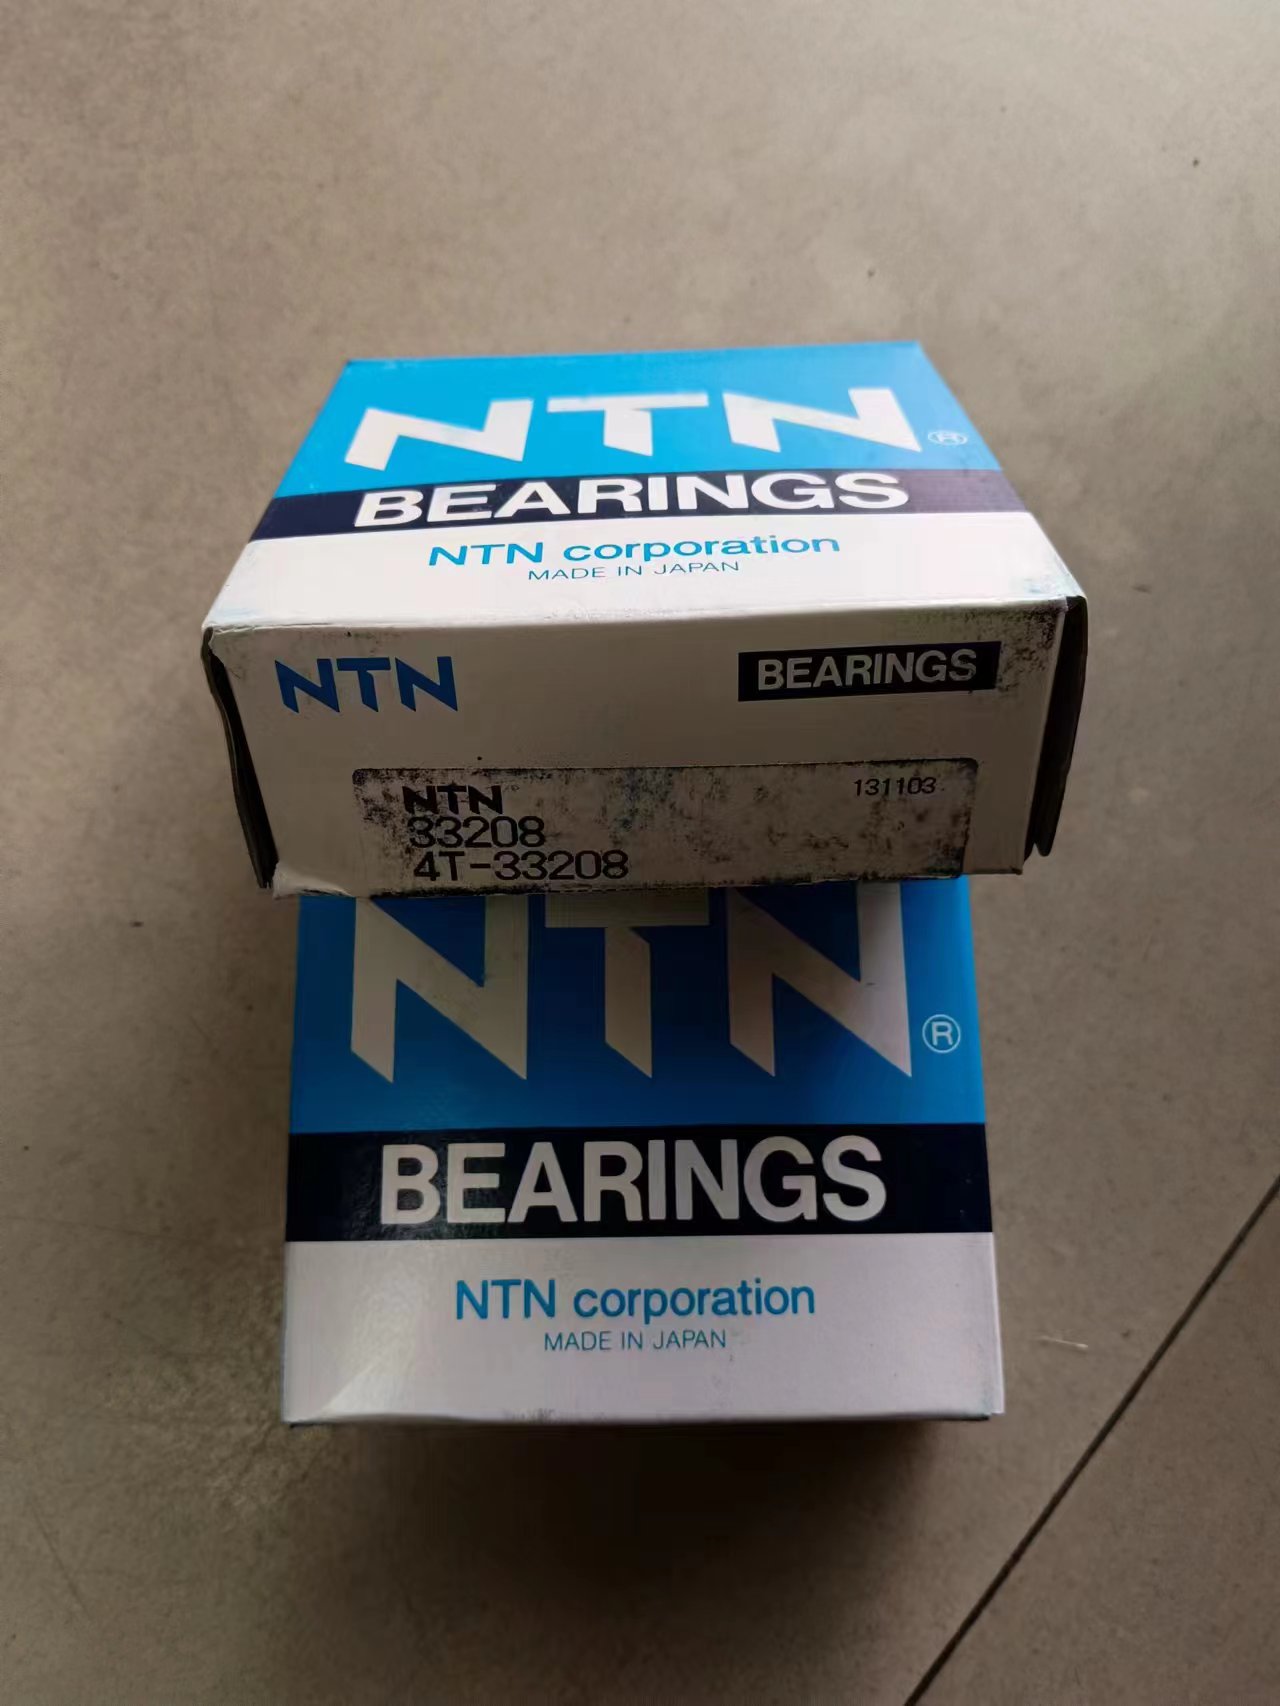 NTN®
BEARINGS
NTN corporation
MADE IN JAPAN
NTN BEARINGS
NTN 131103
33208
4T-33208
NTN®
BEARINGS
NTN corporation
MADE IN JAPAN